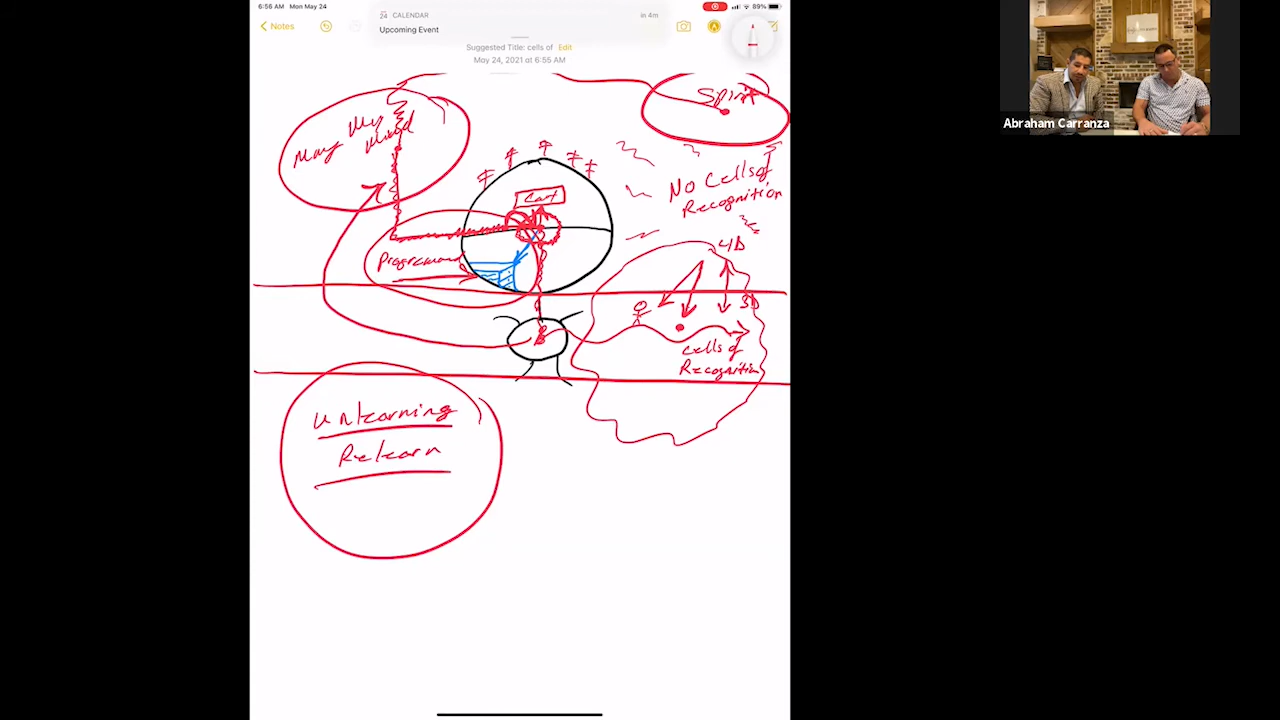 6:56 AM Mon May 24
89%
Notes
24 CALENDAR
in 4m
Upcoming Event
Suggested Title: cells of Edit
May 24, 2021 at 6:55 AM
Spirit
My
Mind
No Cells of
Recognition
4D
3D
Cells of
Recognition
unlearning
Relearn
Abraham Carranza